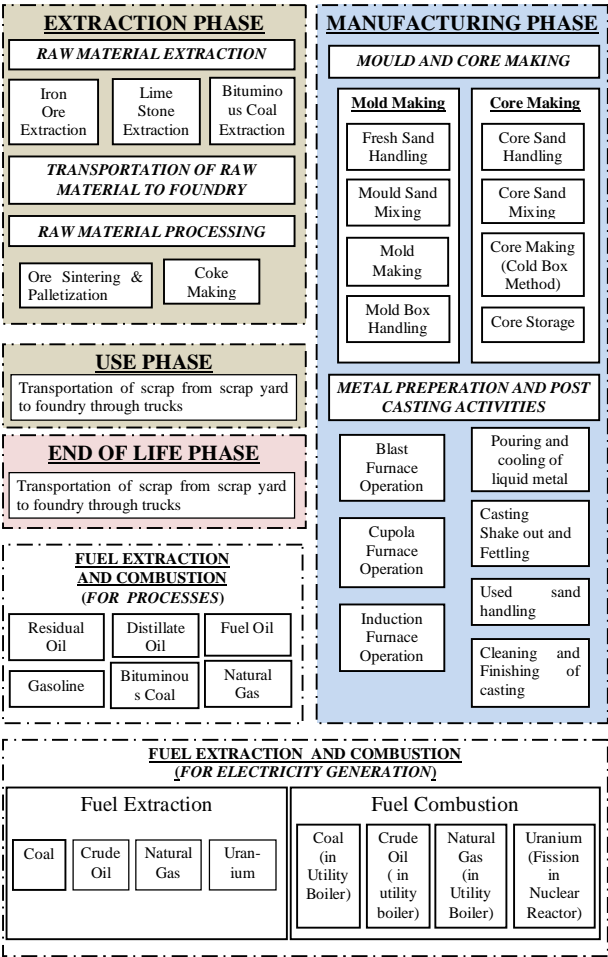 EXTRACTION PHASE
RAW MATERIAL EXTRACTION
Iron
Ore
Extraction
Lime
Stone
Extraction
Bitumino
us Coal
Extraction
TRANSPORTATION OF RAW
MATERIAL TO FOUNDRY
RAW MATERIAL PROCESSING
Ore Sintering &
Palletization
Coke
Making
USE PHASE
Transportation of scrap from scrap yard
to foundry through trucks
END OF LIFE PHASE
Transportation of scrap from scrap yard
to foundry through trucks
FUEL EXTRACTION
AND COMBUSTION
(FOR PROCESSES)
Residual
Oil
Distillate
Oil
Fuel Oil
Gasoline
Bituminou
s Coal
Natural
Gas
MANUFACTURING PHASE
MOULD AND CORE MAKING
Mold Making
Fresh Sand
Handling
Mould Sand
Mixing
Mold
Making
Mold Box
Handling
Core Making
Core Sand
Handling
Core Sand
Mixing
Core Making
(Cold Box
Method)
Core Storage
METAL PREPERATION AND POST
CASTING ACTIVITIES
Blast
Furnace
Operation
Cupola
Furnace
Operation
Induction
Furnace
Operation
Pouring and
cooling of
liquid metal
Casting
Shake out and
Fettling
Used sand
handling
Cleaning and
Finishing of
casting
FUEL EXTRACTION AND COMBUSTION
(FOR ELECTRICITY GENERATION)
Fuel Extraction
Coal
Crude
Oil
Natural
Gas
Uran-
ium
Fuel Combustion
Coal
(in
Utility
Boiler)
Crude
Oil
( in
utility
boiler)
Natural
Gas
(in
Utility
Boiler)
Uranium
(Fission
in
Nuclear
Reactor)